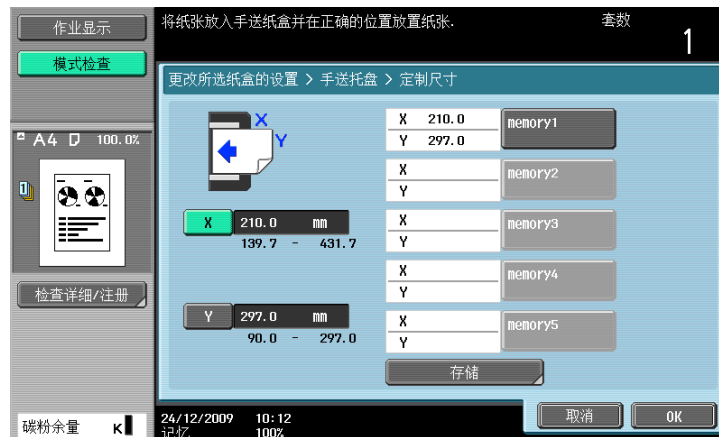 作业显示
将纸张放入手送纸盒并在正确的位置放置纸张.
套数
1
模式检查
更改所选纸盒的设置 > 手送托盘 > 定制尺寸
A4 100.0%
1
X
Y
X 210.0 mm
139.7 - 431.7
Y 297.0 mm
90.0 - 297.0
X 210.0
Y 297.0
memory1
X
Y
memory2
X
Y
memory3
X
Y
memory4
X
Y
memory5
检查详细/注册
存储
取消
OK
碳粉余量 K
24/12/2009 10:12
记忆 100%